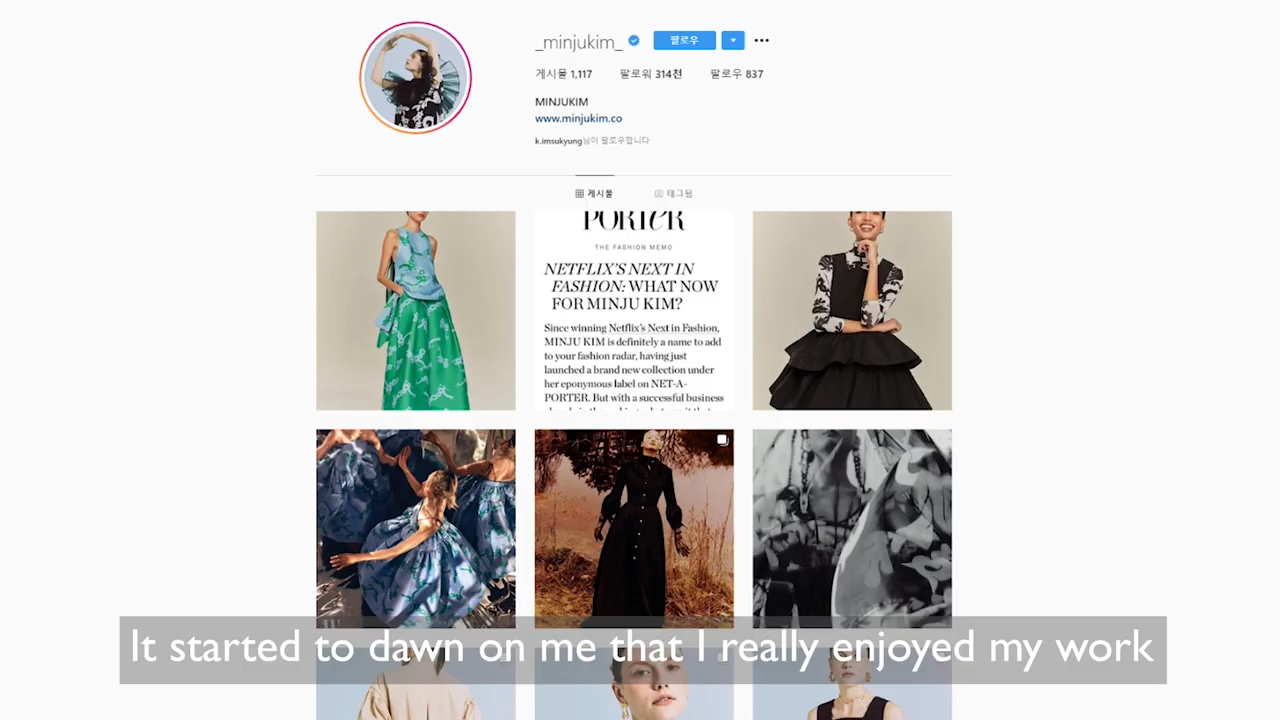 _minjukim_ 팔로우
게시물 1,117 팔로워 314천 팔로우 837
MINJUKIM
www.minjukim.co
k.imsukyung님이 팔로우합니다
게시물 태그됨
PORTER
THE FASHION MEMO
NETFLIX'S NEXT IN
FASHION: WHAT NOW
FOR MINJU KIM?
Since winning Netflix's Next in Fashion,
MINJU KIM is definitely a name to add
to your fashion radar, having just
launched a brand new collection under
her eponymous label on NET-A-
PORTER. But with a successful business
It started to dawn on me that I really enjoyed my work